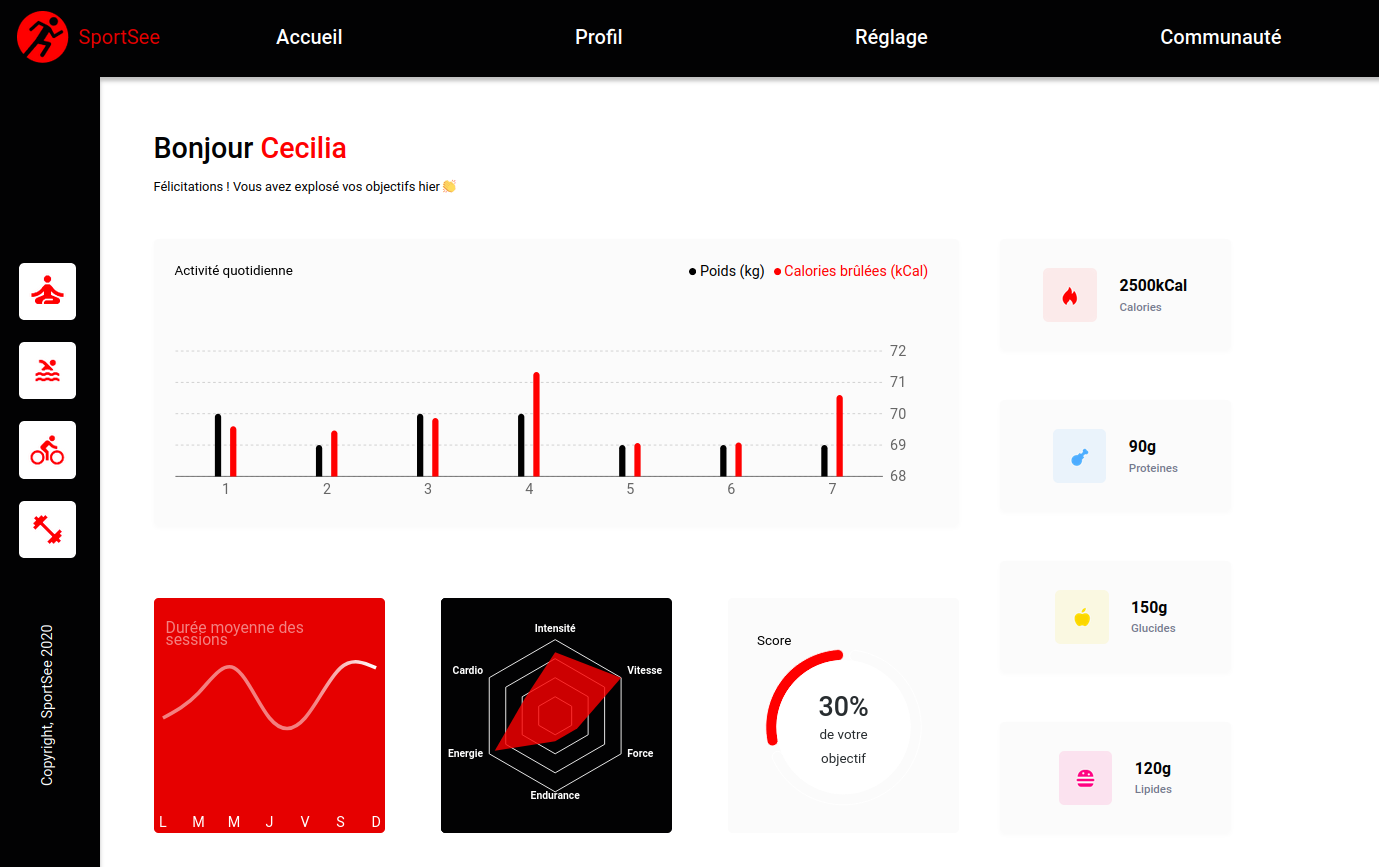 SportSee
Accueil
Profil
Réglage
Communauté
Bonjour Cecilia
Félicitations ! Vous avez explosé vos objectifs hier 👏
Activité quotidienne
Poids (kg)
Calories brûlées (kCal)
72
71
70
69
68
1 2 3 4 5 6 7
2500kCal
Calories
90g
Proteines
150g
Glucides
120g
Lipides
Durée moyenne des
sessions
L M M J V S D
Intensité
Vitesse
Force
Endurance
Energie
Cardio
Score
30%
de votre
objectif
Copyright, SportSee 2020